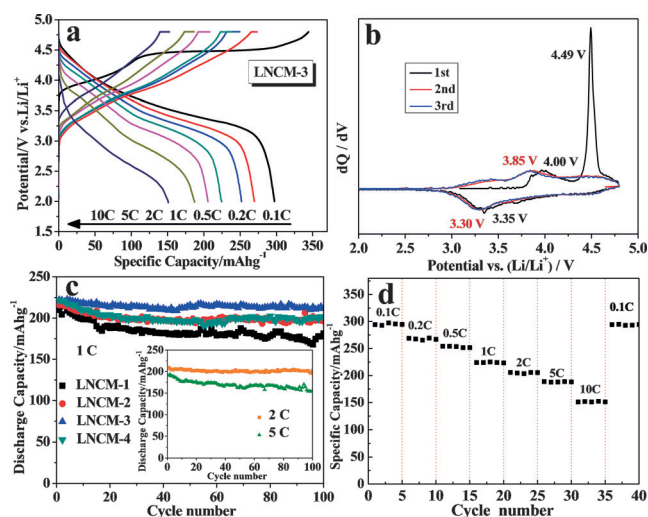 a
LNCM-3
Potential/V vs.Li/Li+
5.0
4.5
4.0
3.5
3.0
2.5
2.0
1.5
10C 5C 2C 1C 0.5C 0.2C 0.1C
0 50 100 150 200 250 300 350 400
Specific Capacity/mAhg-1
b
1st
2nd
3rd
4.49 V
3.85 V
4.00 V
3.30 V
3.35 V
dQ / dV
2.0 2.5 3.0 3.5 4.0 4.5 5.0
Potential vs. (Li/Li+) / V
c
Discharge Capacity/mAhg-1
250
200
150
100
50
0
1 C
LNCM-1
LNCM-2
LNCM-3
LNCM-4
Discharge Capacity/mAhg-1
300
250
200
150
100
50
0
2 C
5 C
0 20 40 60 80 100
Cycle number
0 20 40 60 80 100
Cycle number
d
Specific Capacity/mAhg-1
400
350
300
250
200
150
100
50
0
0.1C
0.2C
0.5C
1C
2C
5C
10C
0.1C
0 5 10 15 20 25 30 35 40
Cycle number